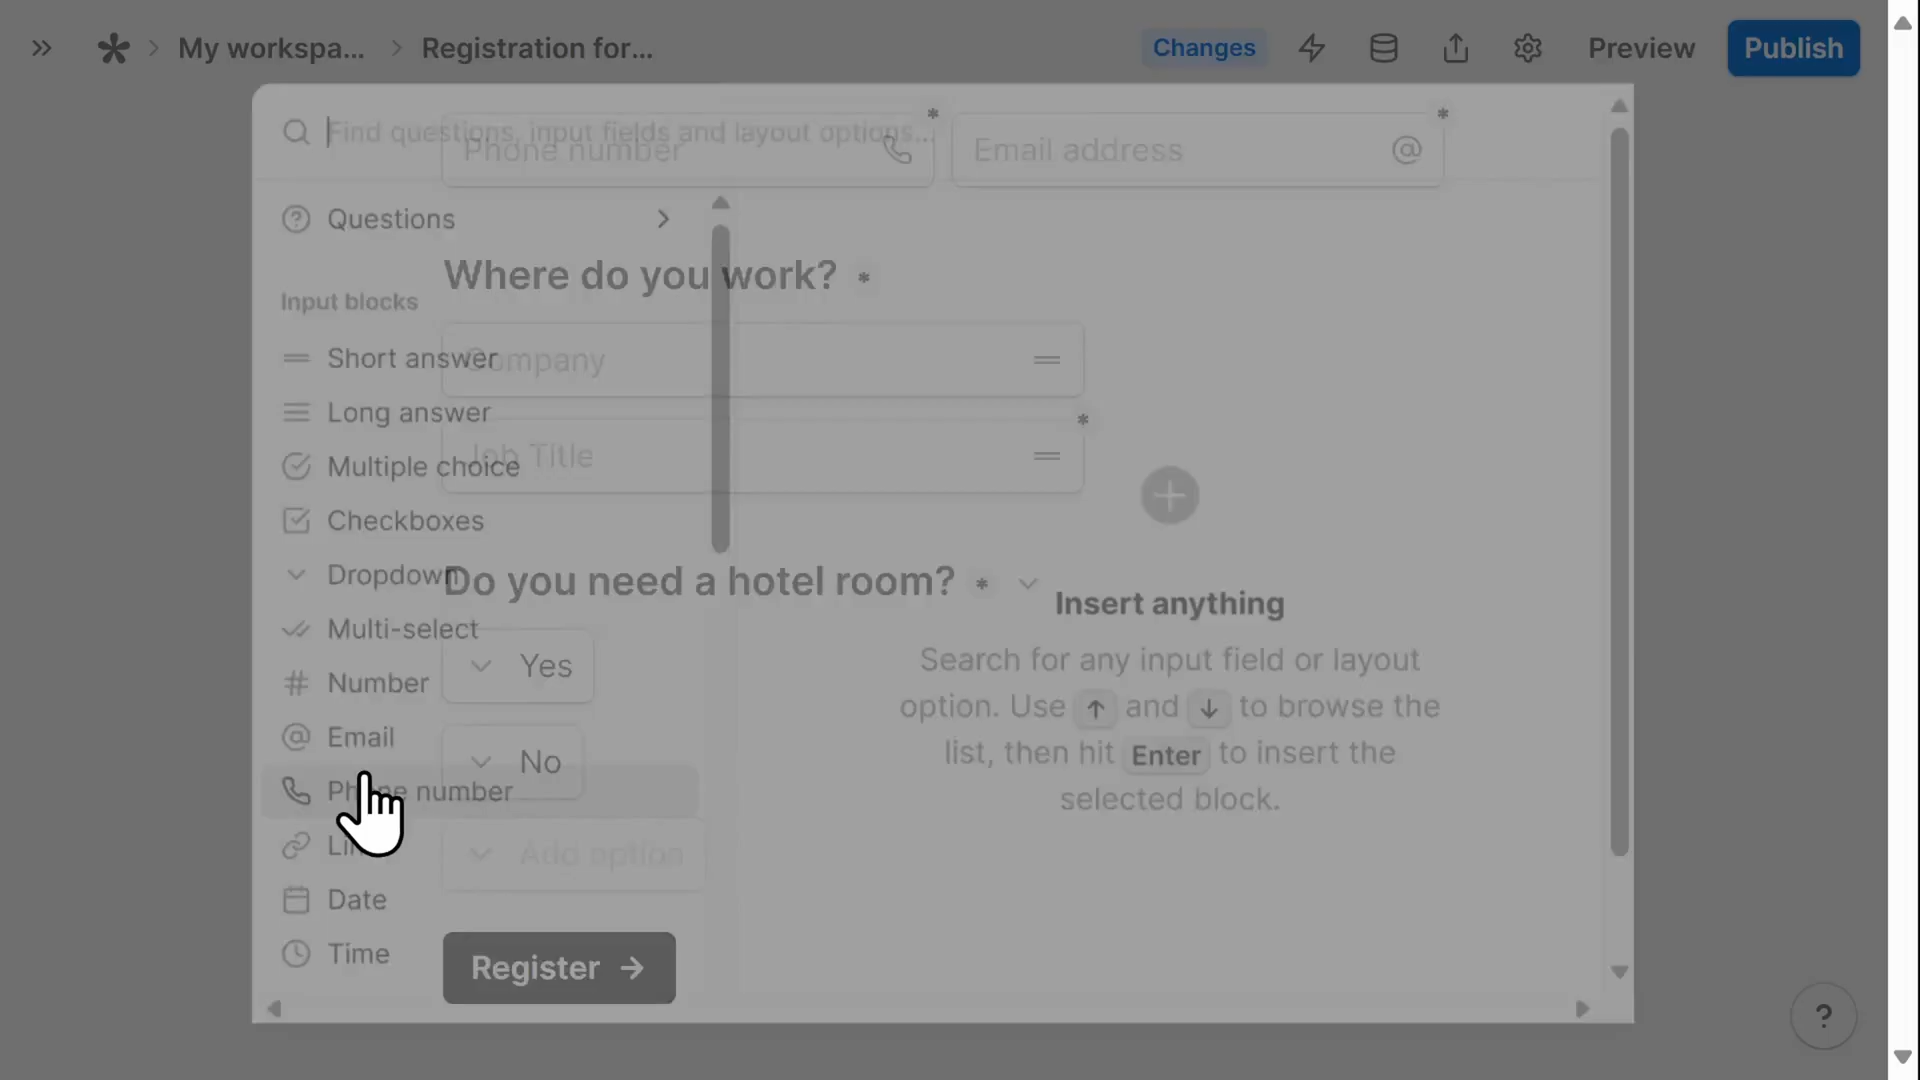 My workspa...
Registration for...
Changes
Preview
Publish
Find questions, input fields and layout options...
Phone number
*
Email address
*
Questions
Where do you work? *
Input blocks
Short answer
Company
Long answer
*
Multiple choice
Job Title
Checkboxes
Dropdown
Do you need a hotel room? *
Insert anything
Multi-select
Yes
Search for any input field or layout
Number
option. Use ↑ and ↓ to browse the
Email
No
list, then hit Enter to insert the
Phone number
selected block.
Add option
Date
Time
Register →
?